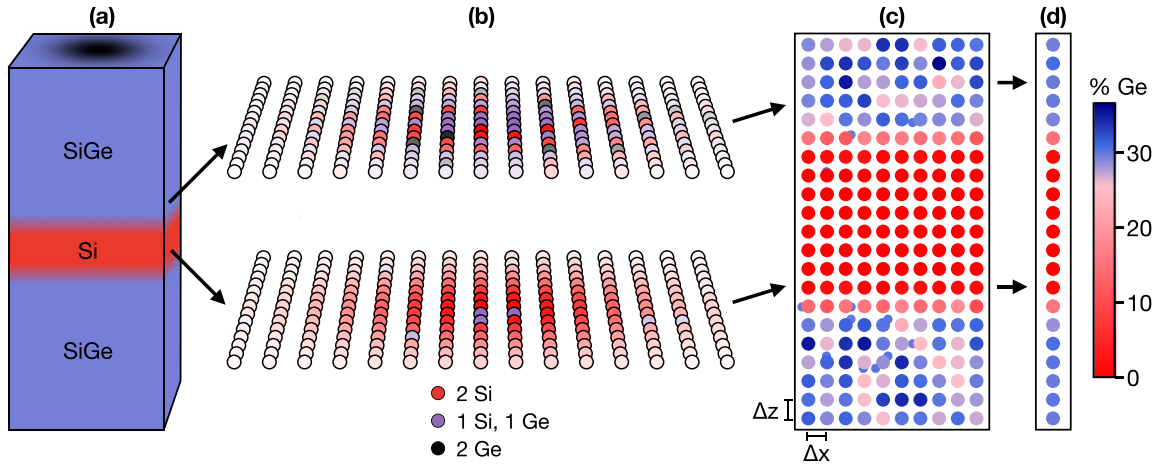 (a)
(b)
(c)
(d)
% Ge
SiGe
Si
SiGe
30
20
10
0
2 Si
1 Si, 1 Ge
2 Ge
Δz
Δx